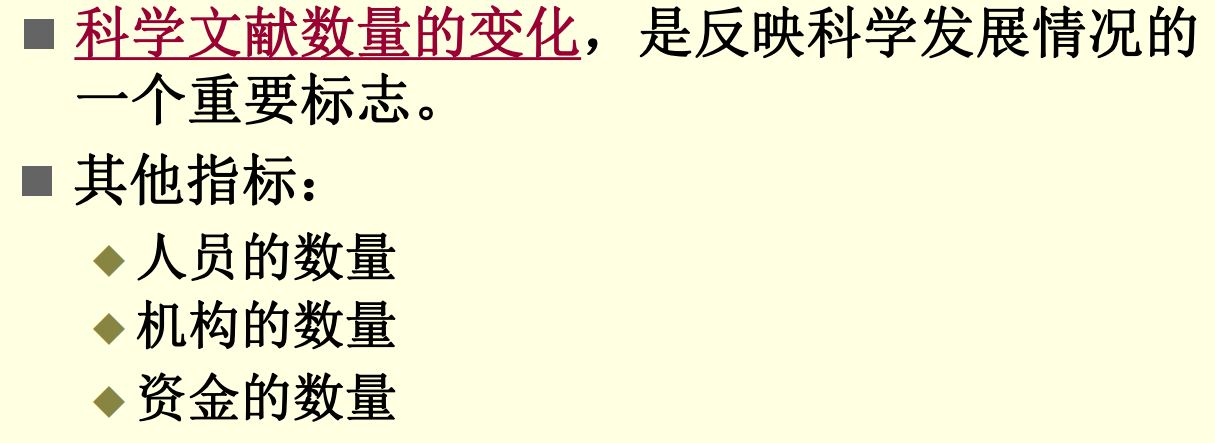 ■ 科学文献数量的变化，是反映科学发展情况的
一个重要标志。
■ 其他指标：
◆ 人员的数量
◆ 机构的数量
◆ 资金的数量